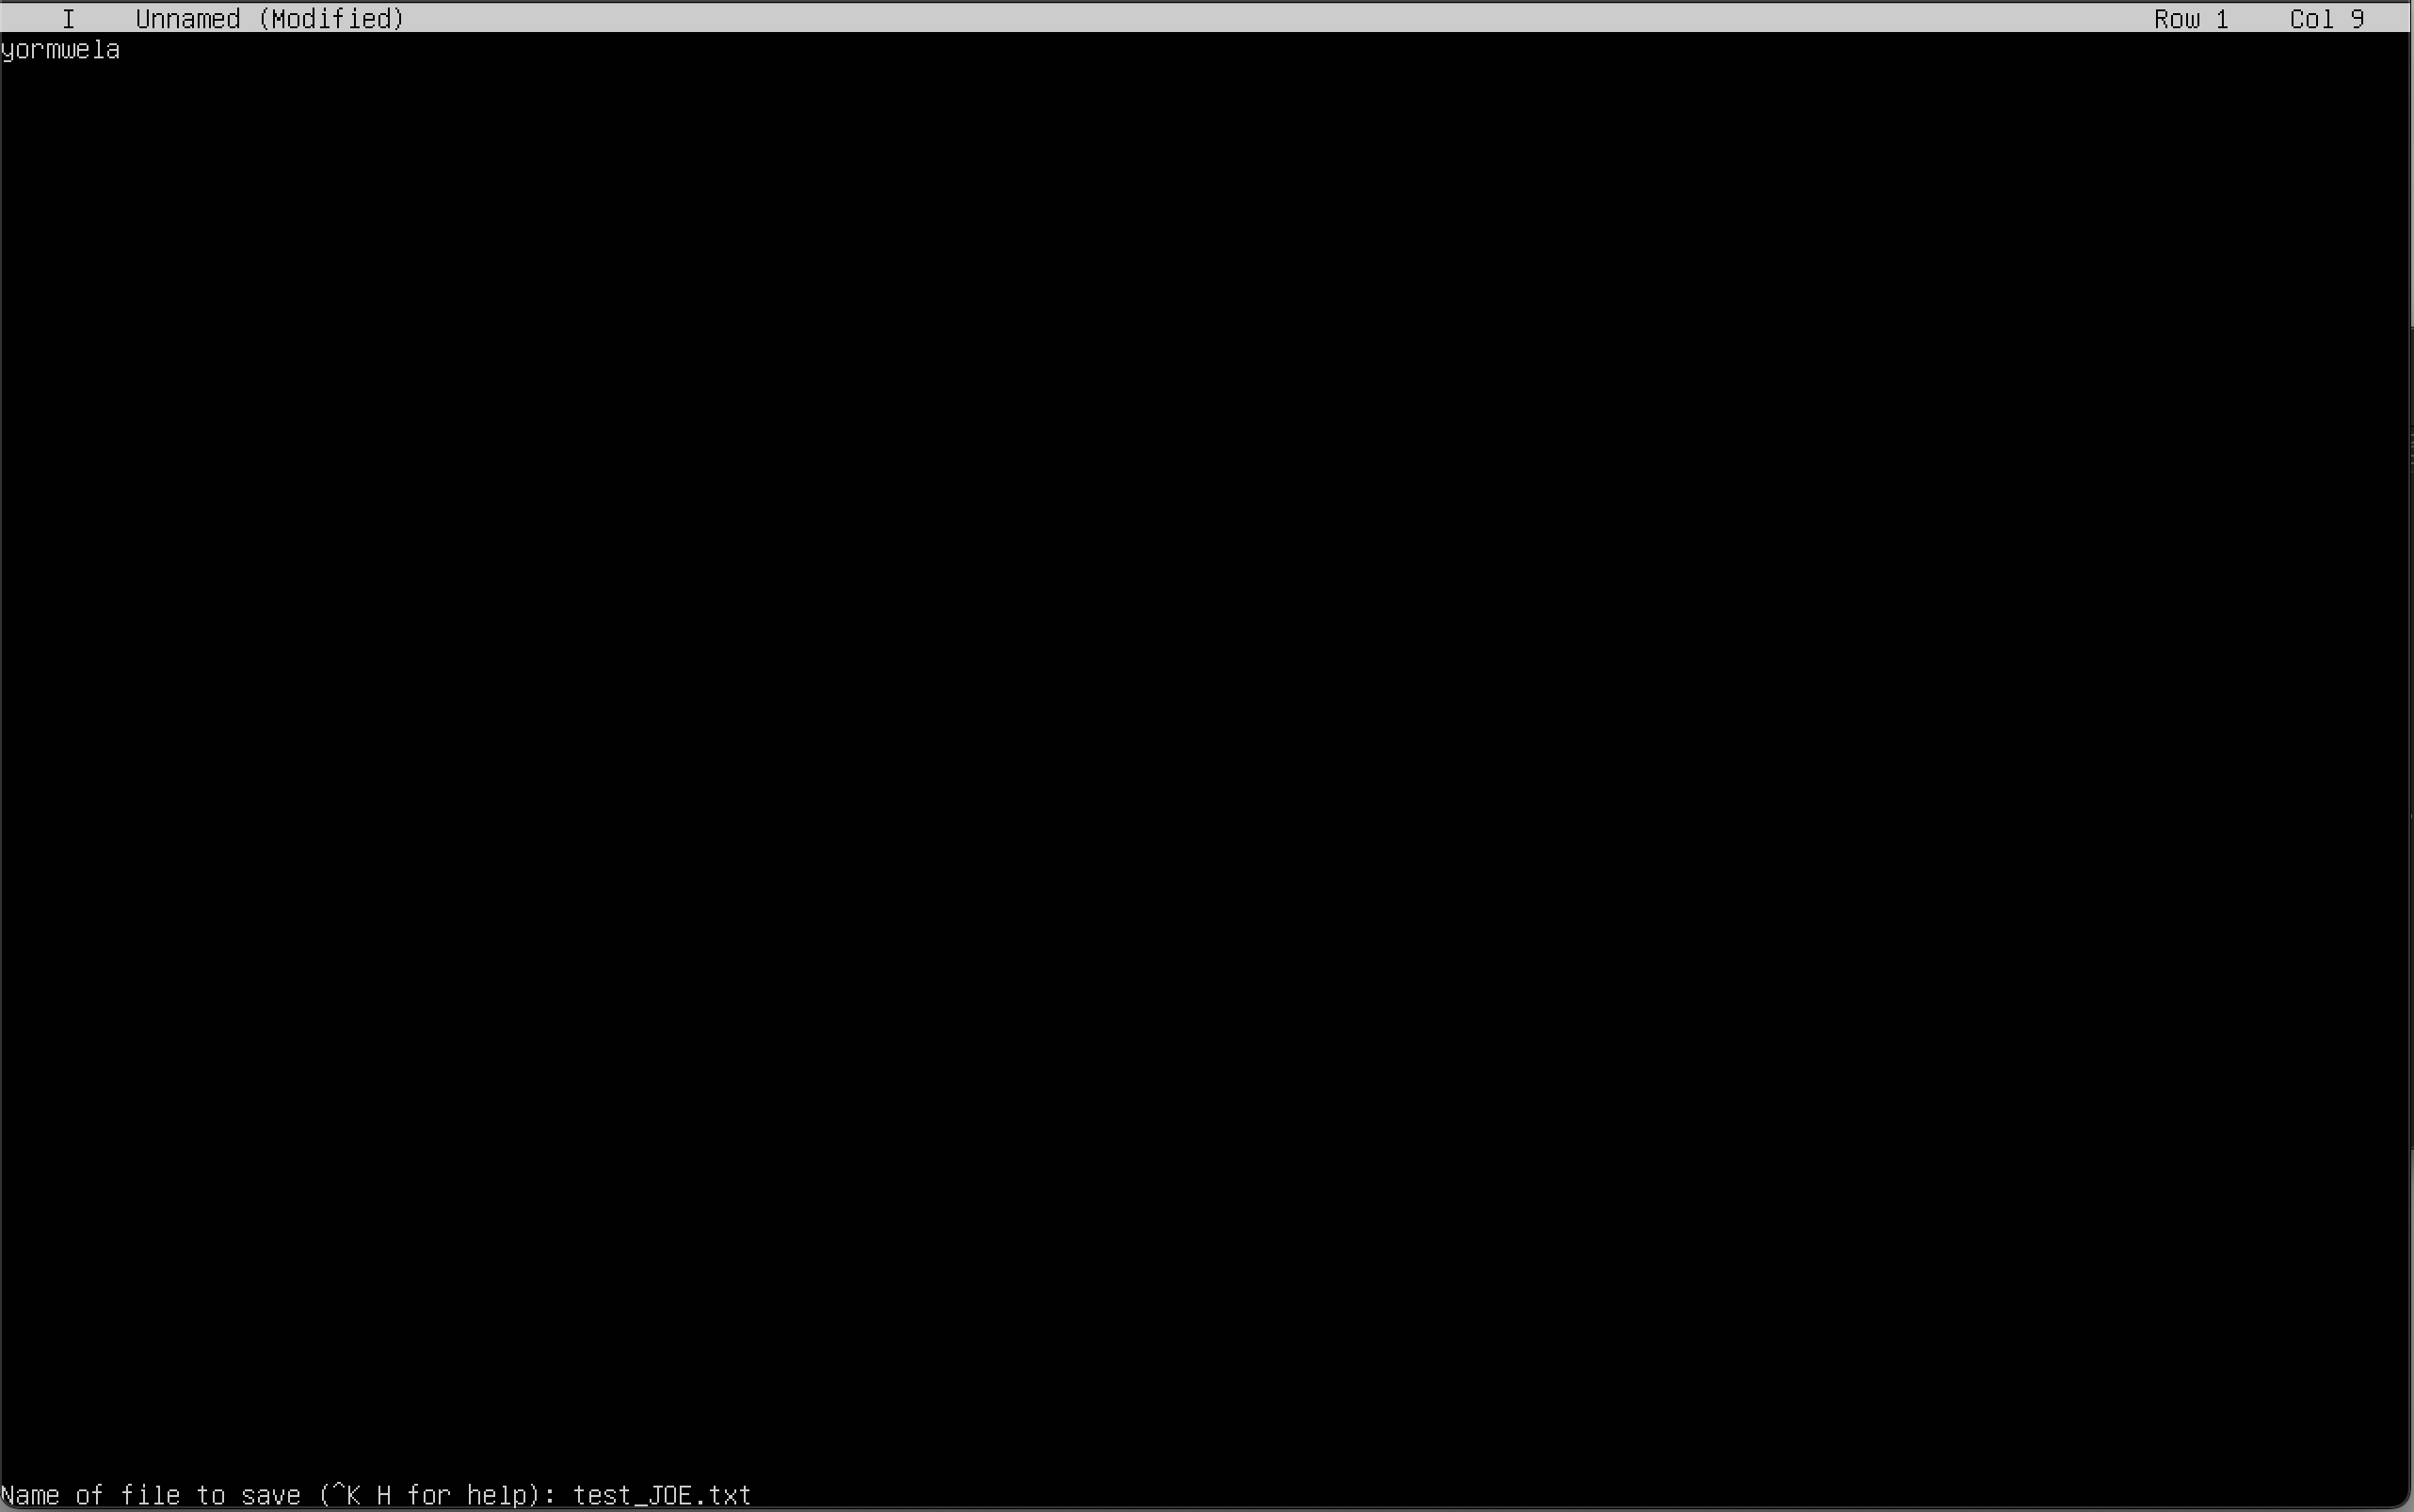 I    Unnamed (Modified)    Row 1    Col 9
yormwela
Name of file to save (^K H for help): test_JOE.txt